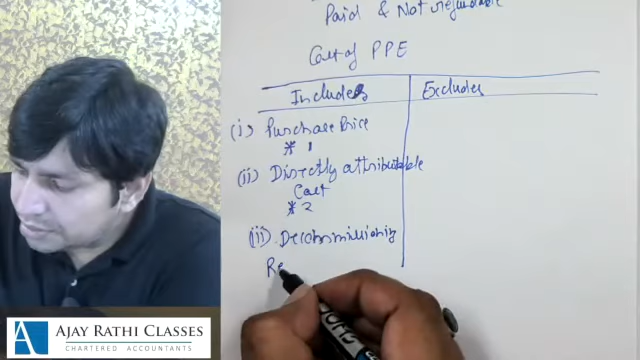 Paid & Not refundable
Cost of PPE
Includes
Excludes
(i) Purchase Price
* 1
(ii) Directly attributable
Cost
* 2
(iii) Decommissioning
Re
AJAY RATHI CLASSES
CHARTERED ACCOUNTANTS